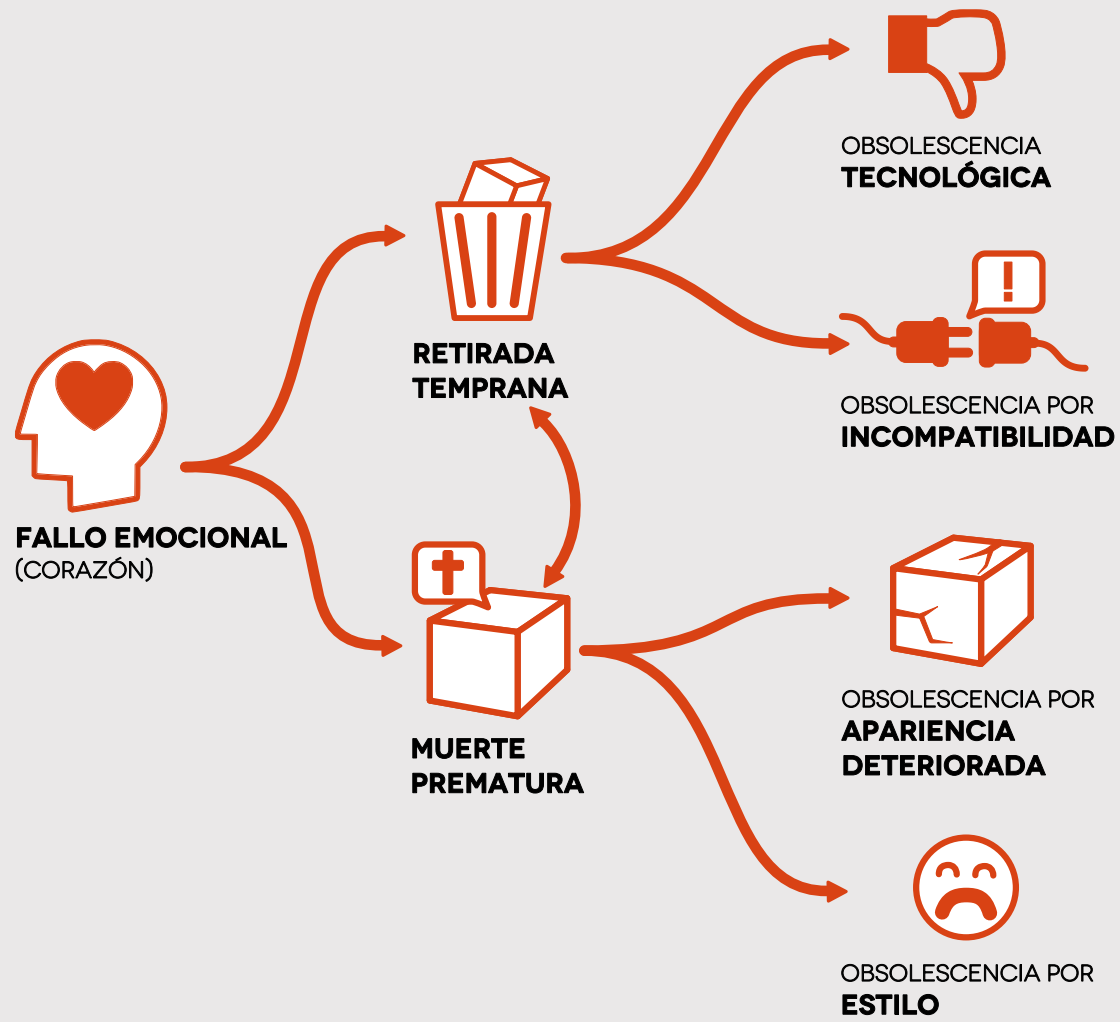 OBSOLESCENCIA
TECNOLÓGICA
!
RETIRADA
TEMPRANA
OBSOLESCENCIA POR
INCOMPATIBILIDAD
FALLO EMOCIONAL
(CORAZÓN)
MUERTE
PREMATURA
OBSOLESCENCIA POR
APARIENCIA
DETERIORADA
OBSOLESCENCIA POR
ESTILO